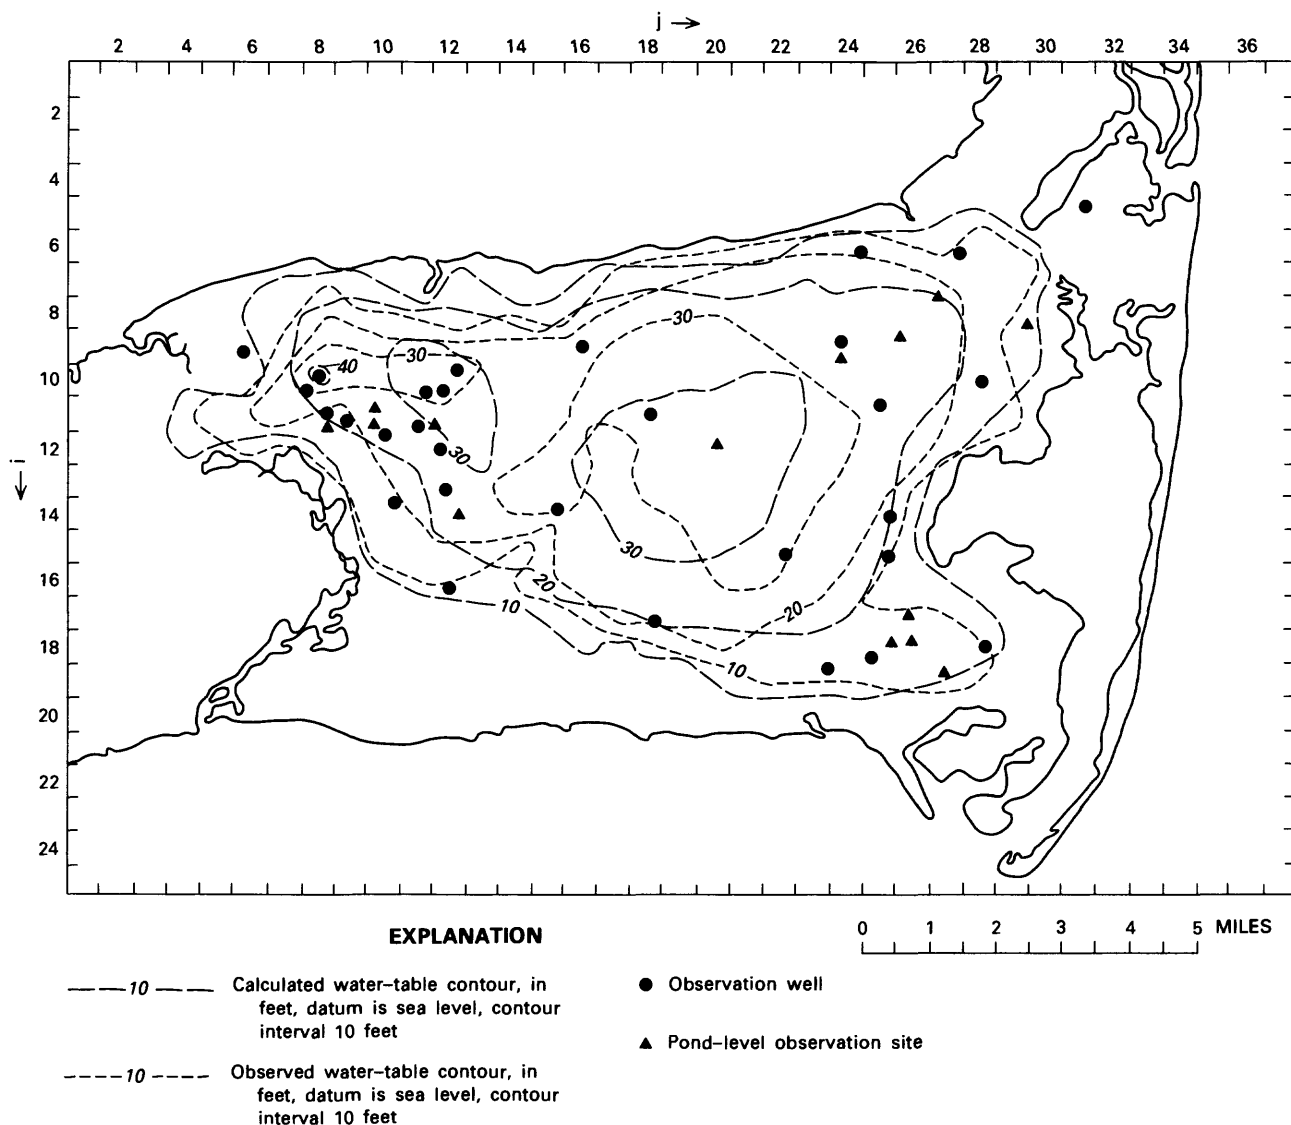 j →
2 4 6 8 10 12 14 16 18 20 22 24 26 28 30 32 34 36
2
4
6
8
30
30
40
10
i →
12
30
14
30
16
20
10
20
18
10
20
22
24
EXPLANATION
0 1 2 3 4 5 MILES
—10— Calculated water-table contour, in
feet, datum is sea level, contour
interval 10 feet
Observation well
Pond-level observation site
-----10----- Observed water-table contour, in
feet, datum is sea level, contour
interval 10 feet